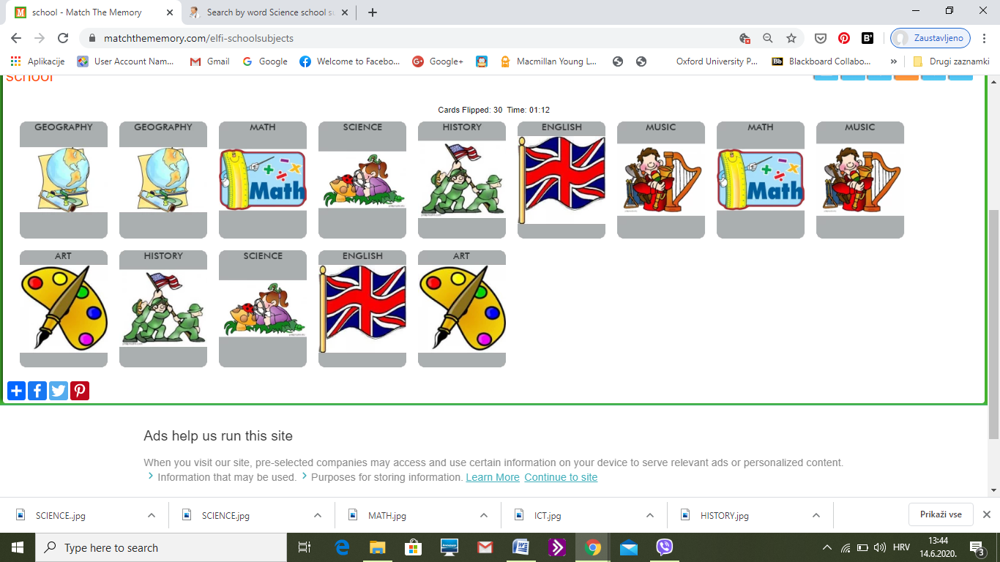 school - Match The Memory
Search by word Science school su
matchthememory.com/elfi-schoolsubjects
Zaustavljeno
Aplikacije
User Account Nam...
Gmail
Google
Welcome to Facebo...
Google+
Macmillan Young L...
Oxford University P...
Bb Blackboard Collabo...
Drugi zaznamki
school
Cards Flipped: 30 Time: 01:12
GEOGRAPHY GEOGRAPHY MATH SCIENCE HISTORY ENGLISH MUSIC MATH MUSIC
Math
Math
ART HISTORY SCIENCE ENGLISH ART
Ads help us run this site
When you visit our site, pre-selected companies may access and use certain information on your device to serve relevant ads or personalized content.
Information that may be used. Purposes for storing information. Learn More Continue to site
SCIENCE..jpg
SCIENCE.jpg
MATH.jpg
ICT.jpg
HISTORY.jpg
Prikaži vse
Type here to search
HRV
13:44
14.6.2020.
3